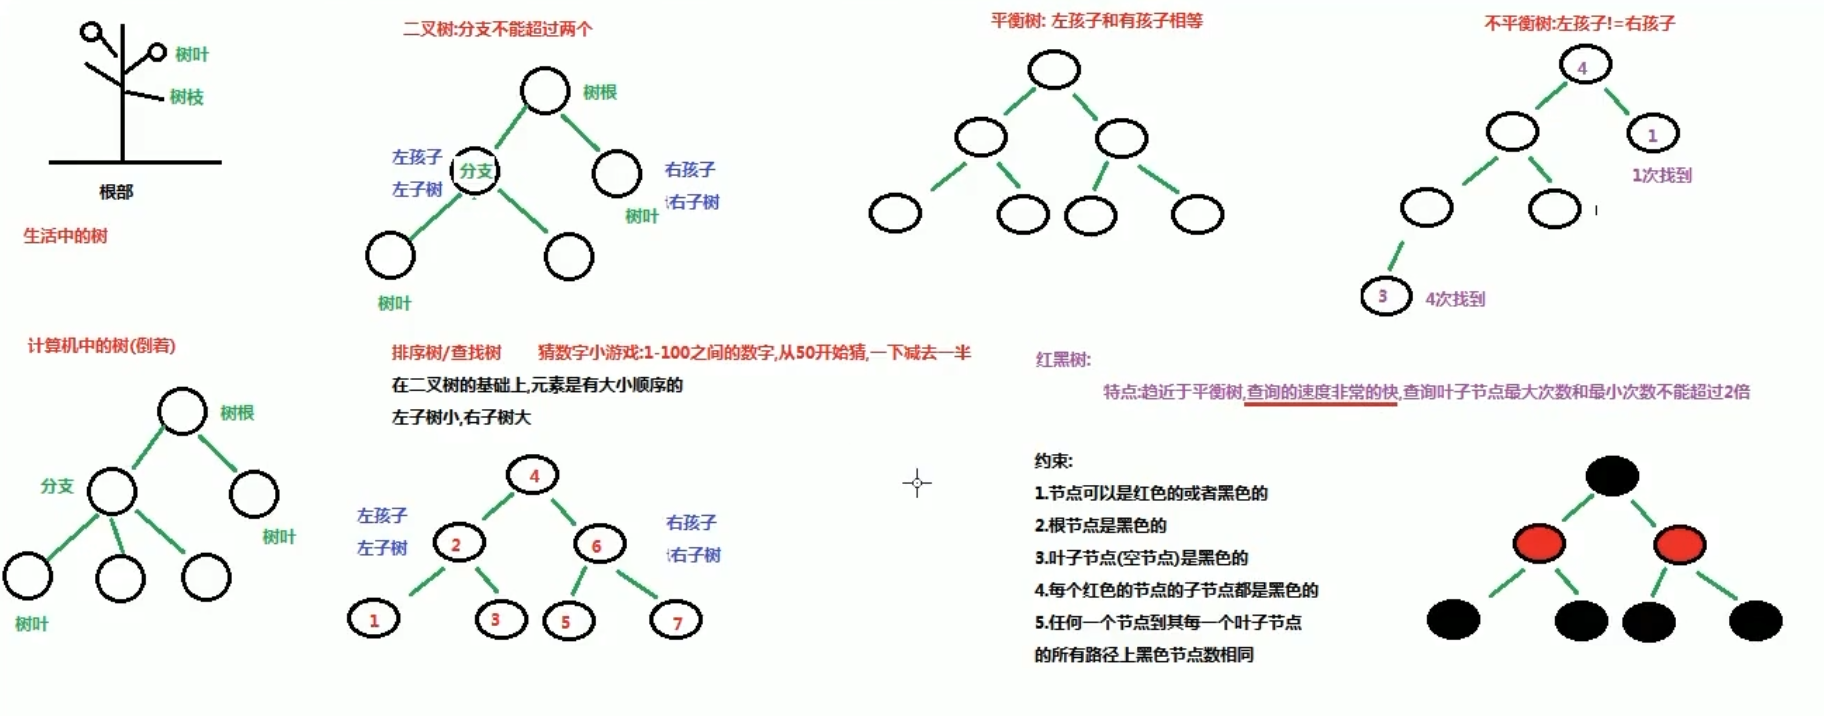 树叶
树枝
根部
生活中的树
二叉树:分支不能超过两个
树根
左孩子
左子树
分支
右孩子
右子树
树叶
树叶
平衡树: 左孩子和有孩子相等
不平衡树:左孩子!=右孩子
4
1
1次找到
3
4次找到
计算机中的树(倒着)
树根
分支
树叶
树叶
排序树/查找树 猜数字小游戏:1-100之间的数字,从50开始猜,一下减去一半
在二叉树的基础上,元素是有大小顺序的
左子树小,右子树大
4
左孩子
左子树
2
6
右孩子
右子树
1
3
5
7
红黑树:
特点:趋近于平衡树,查询的速度非常的快,查询叶子节点最大次数和最小次数不能超过2倍
约束:
1.节点可以是红色的或者黑色的
2.根节点是黑色的
3.叶子节点(空节点)是黑色的
4.每个红色的节点的子节点都是黑色的
5.任何一个节点到其每一个叶子节点
的所有路径上黑色节点数相同